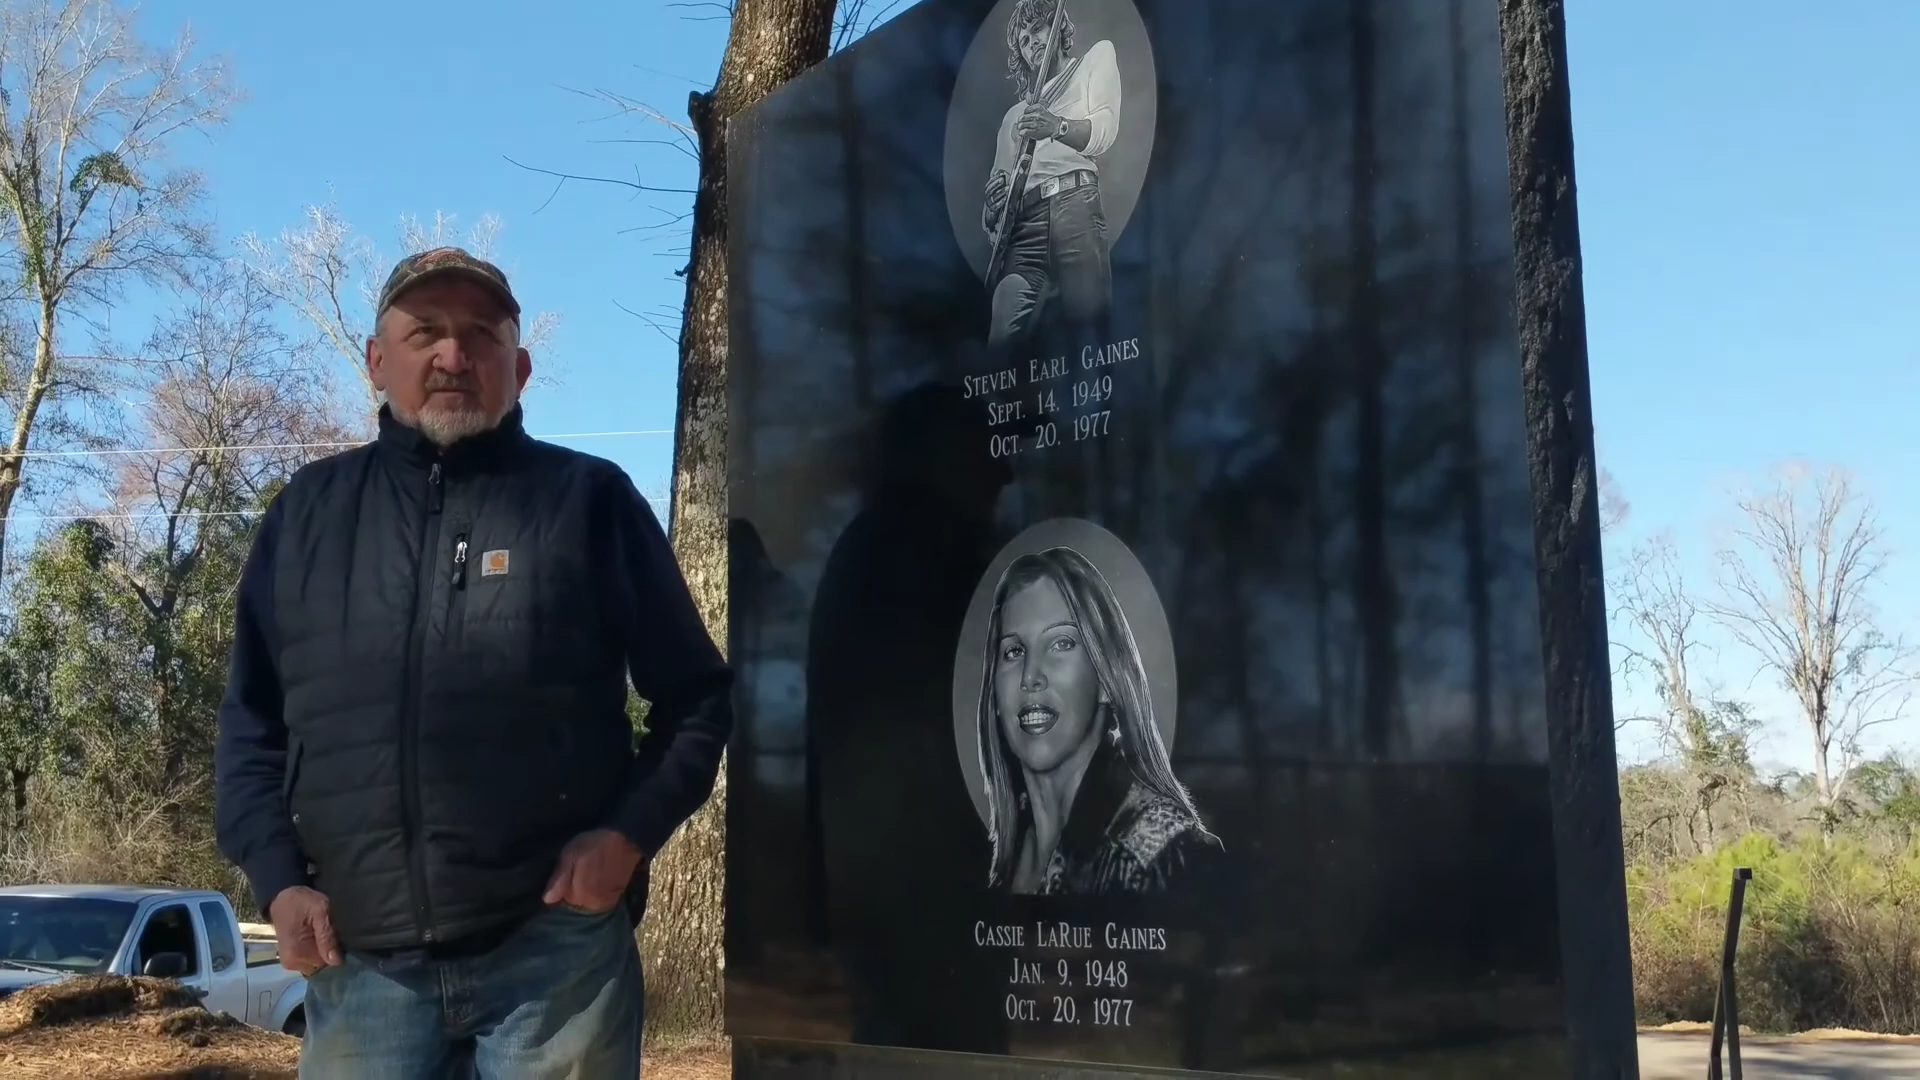 STEVEN EARL GAINES
SEPT. 14, 1949
OCT. 20, 1977
CASSIE LARUE GAINES
JAN. 9, 1948
OCT. 20, 1977